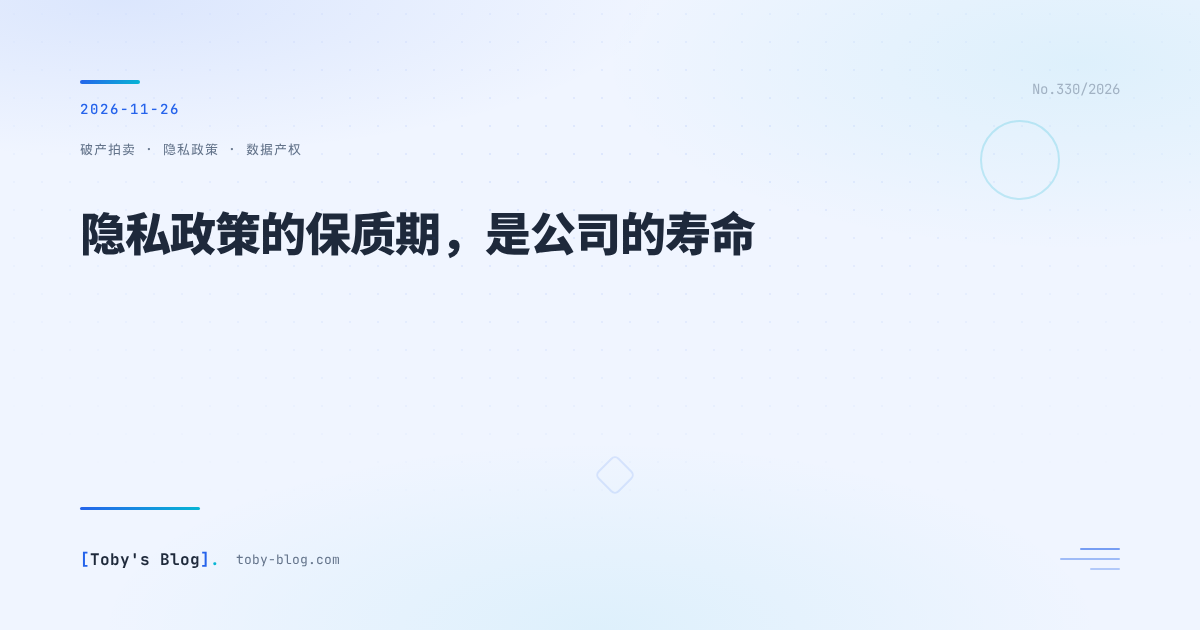 2026-11-26
No.330/2026
破产拍卖 · 隐私政策 · 数据产权
隐私政策的保质期，是公司的寿命
[Toby's Blog].
toby-blog.com